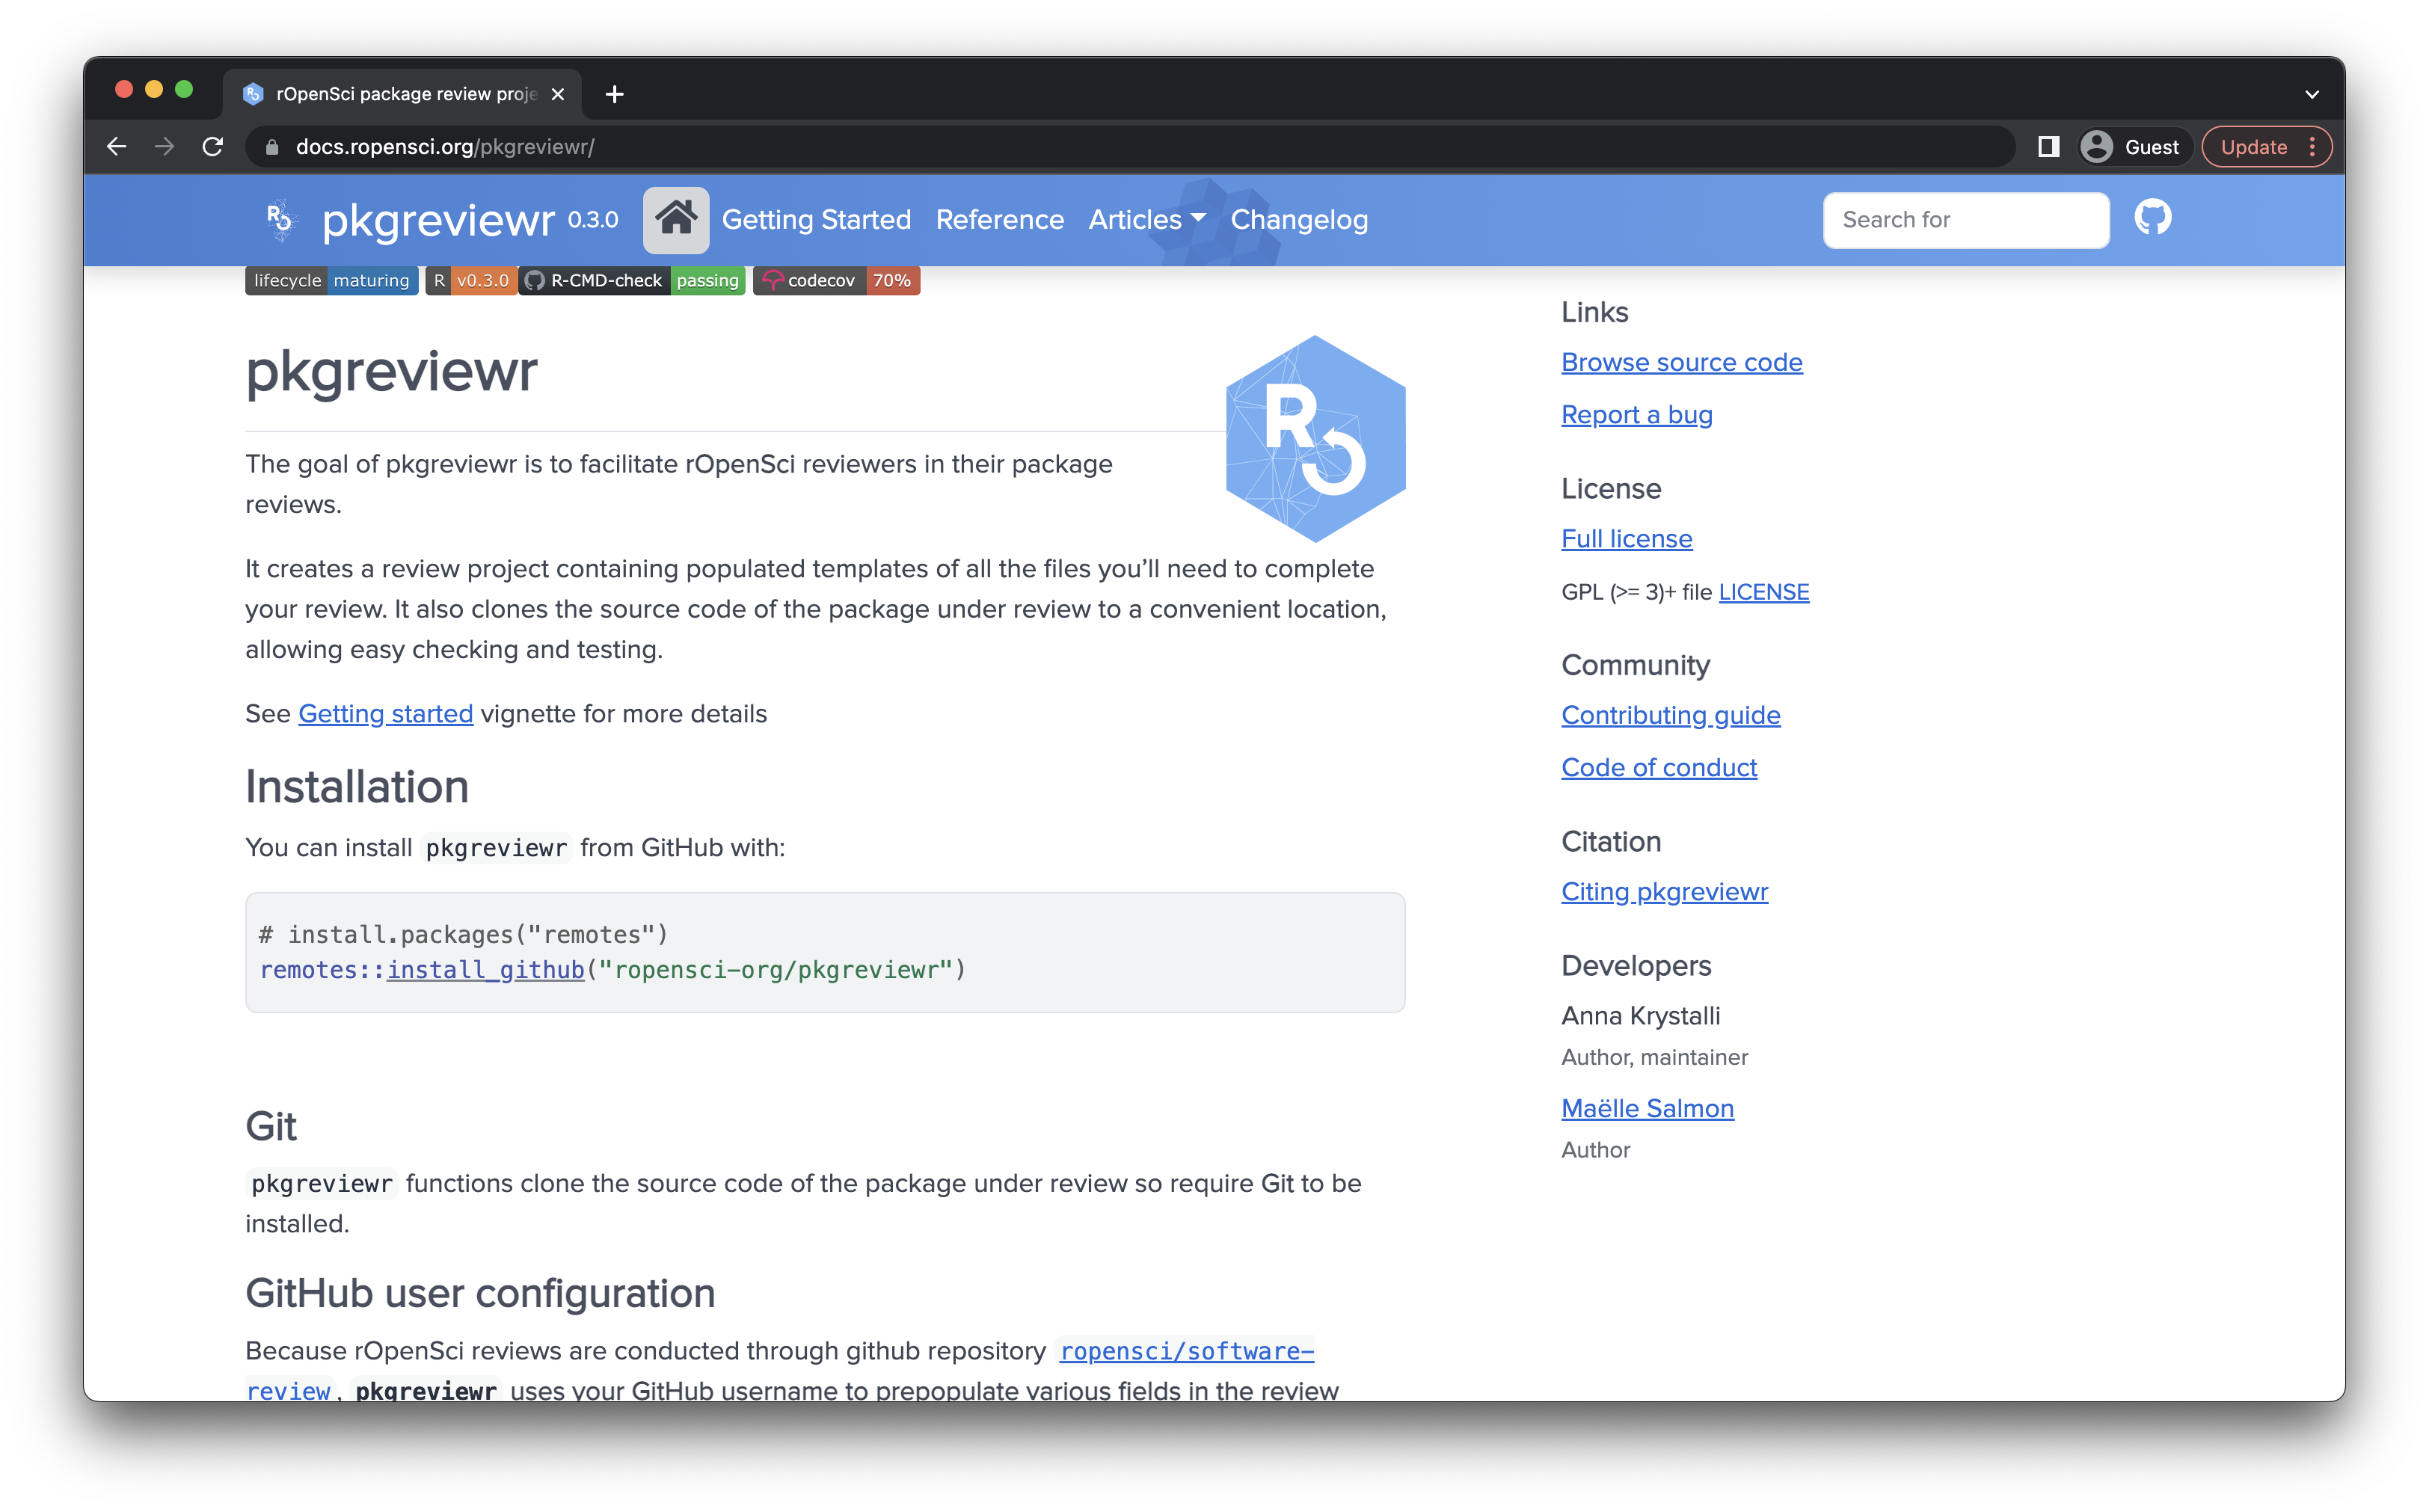 rOpenSci package review proje
docs.ropensci.org/pkgreviewr/
Guest
Update
pkgreviewr 0.3.0
Getting Started
Reference
Articles
Changelog
Search for
lifecycle maturing
R v0.3.0
R-CMD-check passing
codecov 70%
pkgreviewr
The goal of pkgreviewr is to facilitate rOpenSci reviewers in their package
reviews.
It creates a review project containing populated templates of all the files you’ll need to complete
your review. It also clones the source code of the package under review to a convenient location,
allowing easy checking and testing.
See Getting started vignette for more details
Installation
You can install pkgreviewr from GitHub with:
# install.packages("remotes")
remotes::install_github("ropensci-org/pkgreviewr")
Git
pkgreviewr functions clone the source code of the package under review so require Git to be
installed.
GitHub user configuration
Because rOpenSci reviews are conducted through github repository ropensci/software-
review, pkgreviewr uses your GitHub username to prepopulate various fields in the review
Links
Browse source code
Report a bug
License
Full license
GPL (>= 3)+ file LICENSE
Community
Contributing guide
Code of conduct
Citation
Citing pkgreviewr
Developers
Anna Krystalli
Author, maintainer
Maëlle Salmon
Author